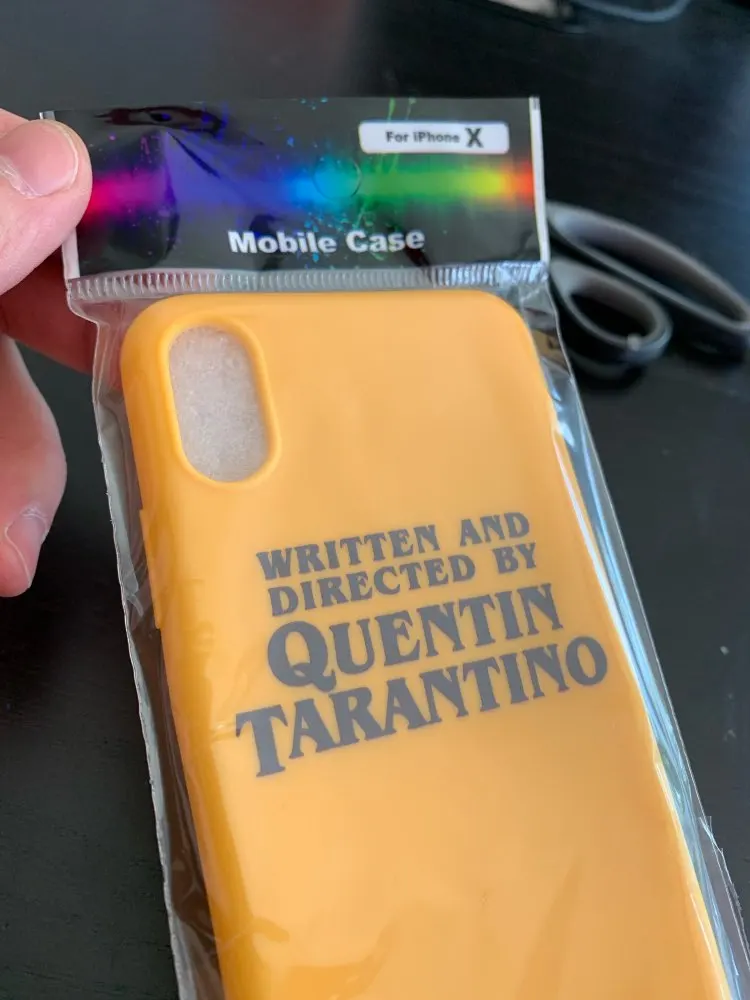 For iPhone X
Mobile Case
WRITTEN AND
DIRECTED BY
QUENTIN
TARANTINO